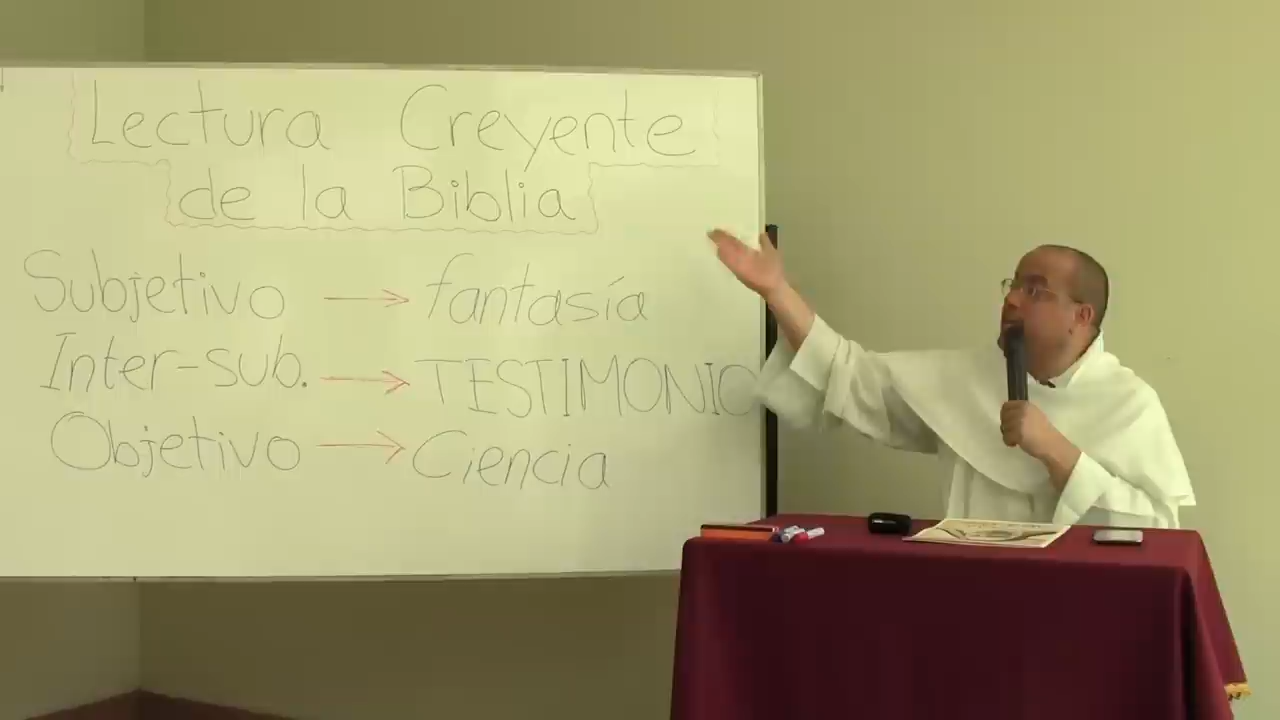 Lectura Creyente
de la Biblia
Subjetivo → fantasía
Inter-sub. → TESTIMONIO
Objetivo → Ciencia